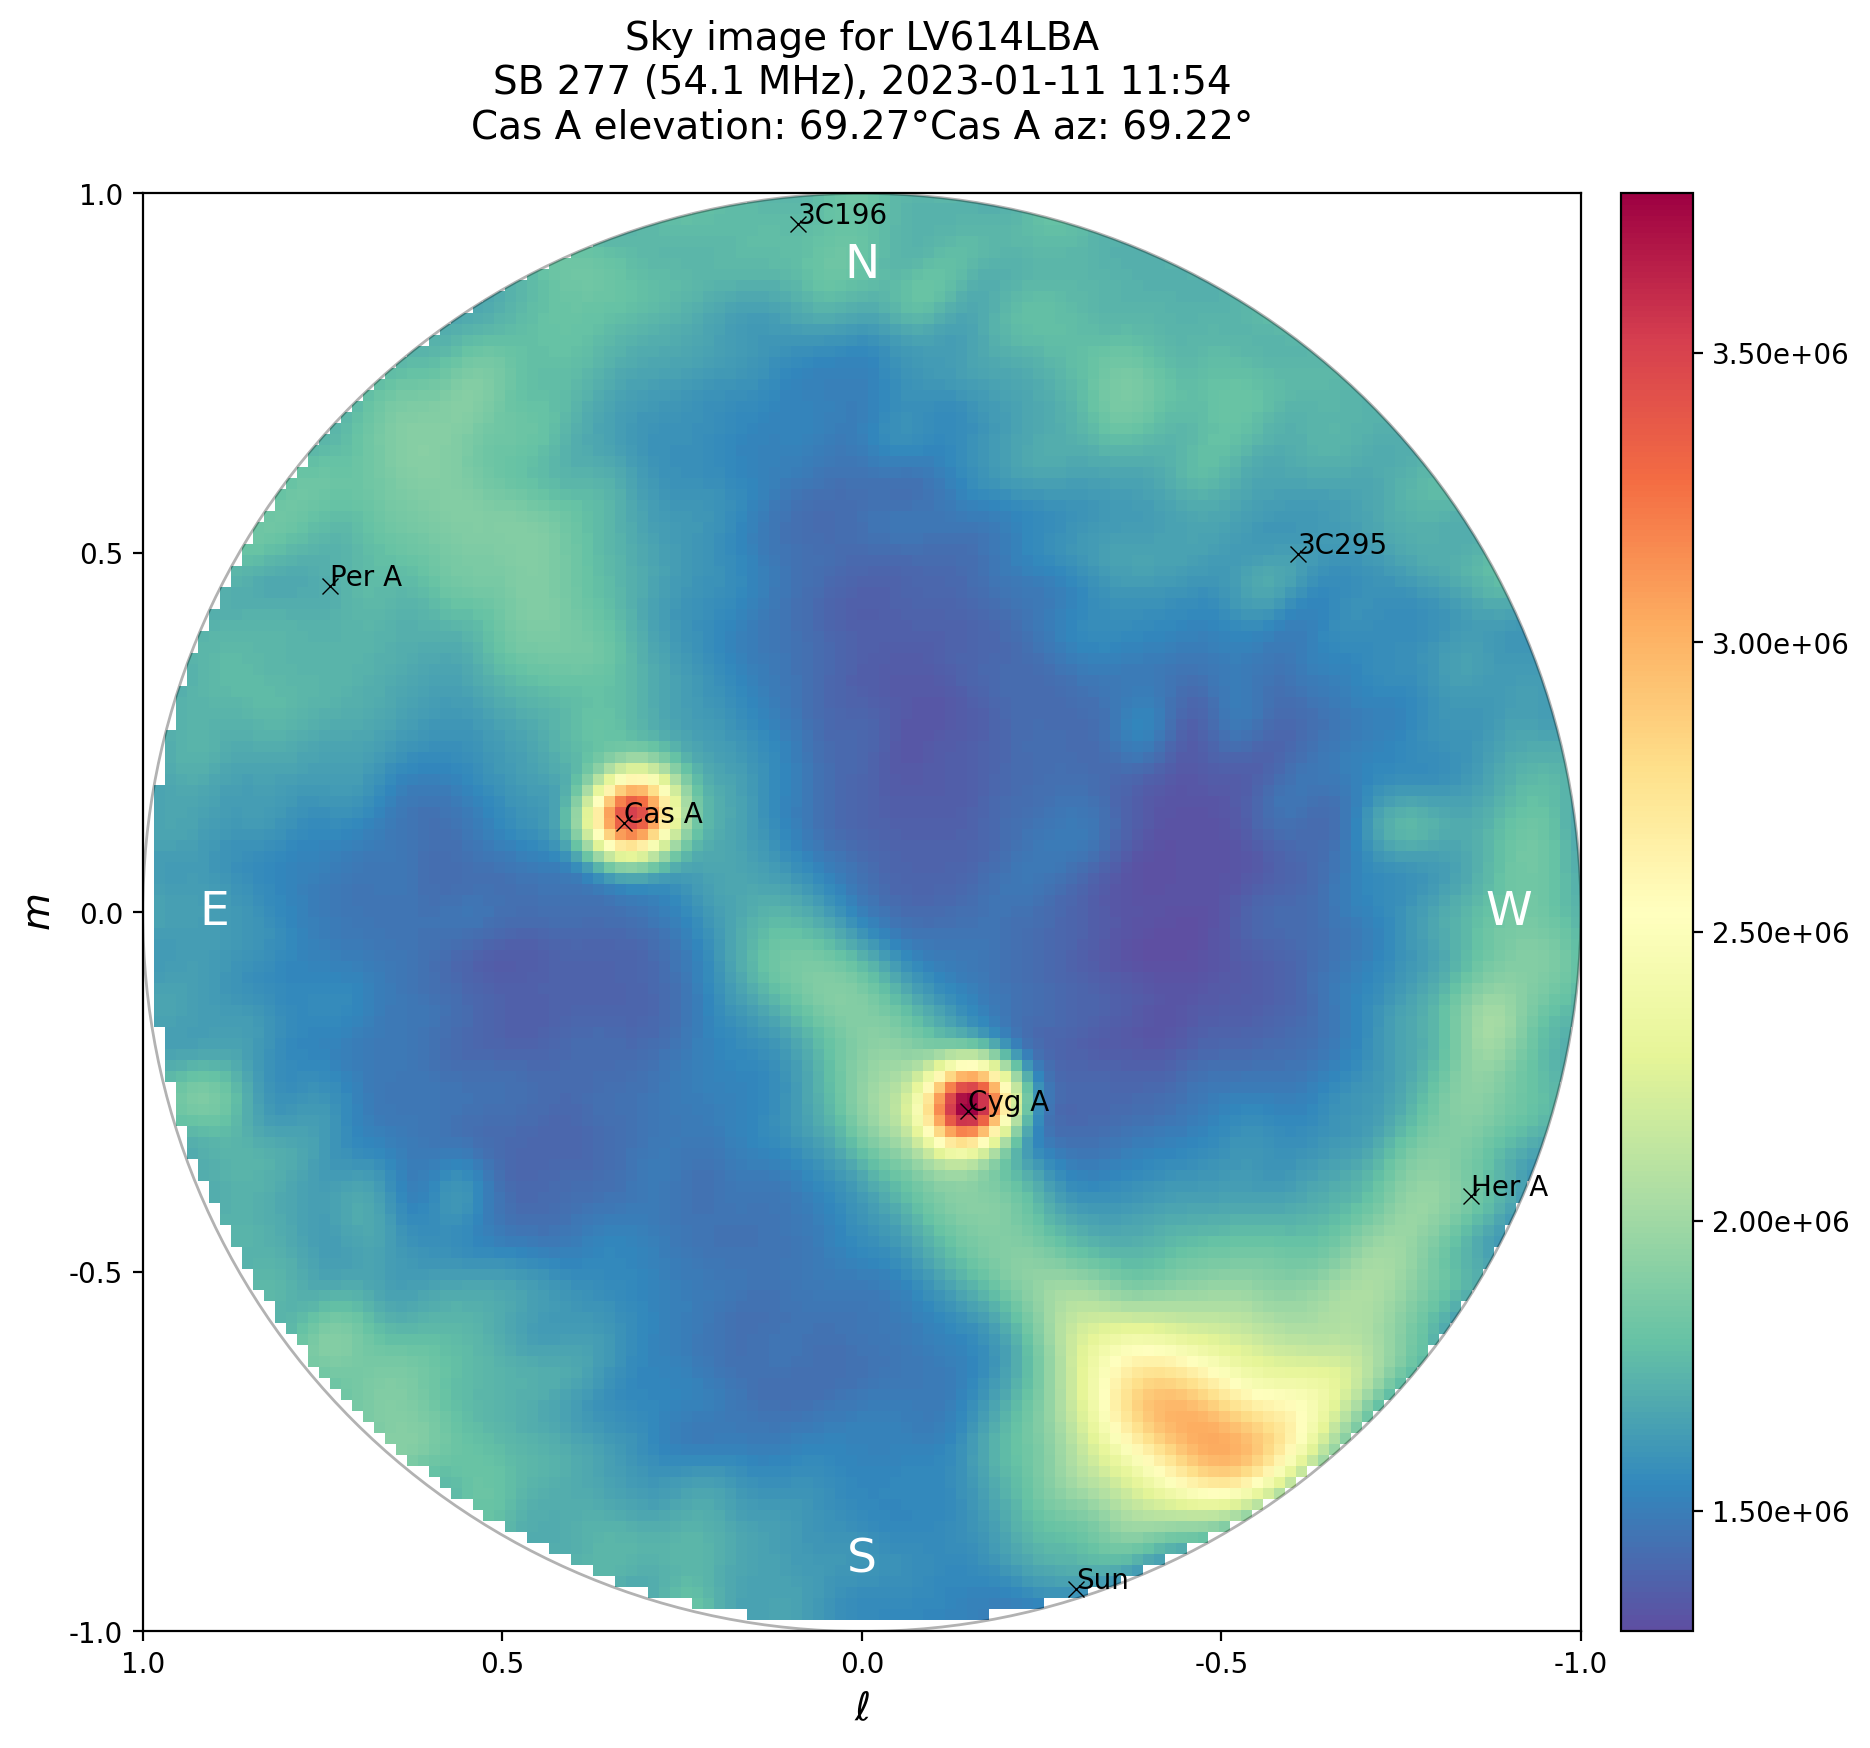 Sky image for LV614LBA
SB 277 (54.1 MHz), 2023-01-11 11:54
Cas A elevation: 69.27°Cas A az: 69.22°
1.0
3C196
N
3.50e+06
0.5
3C295
Per A
3.00e+06
Cas A
m
0.0
E
W
2.50e+06
Cyg A
Her A
2.00e+06
-0.5
1.50e+06
S
Sun
-1.0
1.0
0.5
0.0
-0.5
-1.0
ℓ